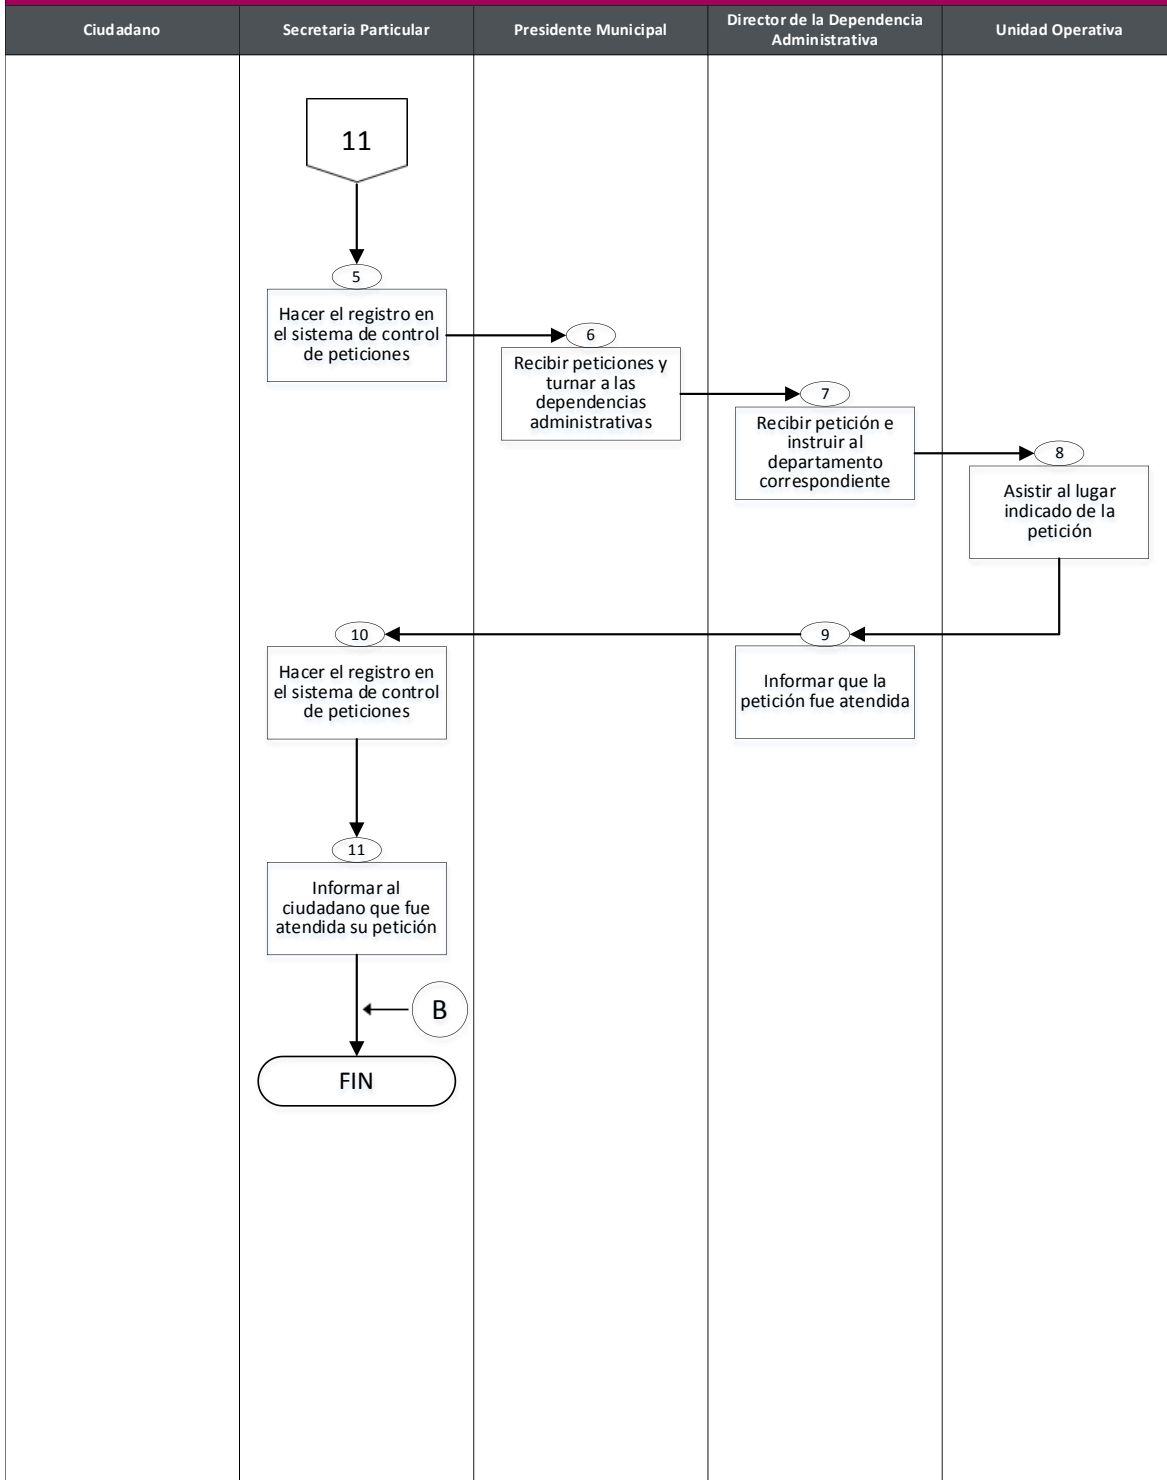 Ciudadano
Secretaria Particular
Presidente Municipal
Director de la Dependencia
Administrativa
Unidad Operativa
11
5
Hacer el registro en
el sistema de control
de peticiones
6
Recibir peticiones y
turnar a las
dependencias
administrativas
7
Recibir petición e
instruir al
departamento
correspondiente
8
Asistir al lugar
indicado de la
petición
9
Informar que la
petición fue atendida
10
Hacer el registro en
el sistema de control
de peticiones
11
Informar al
ciudadano que fue
atendida su petición
B
FIN